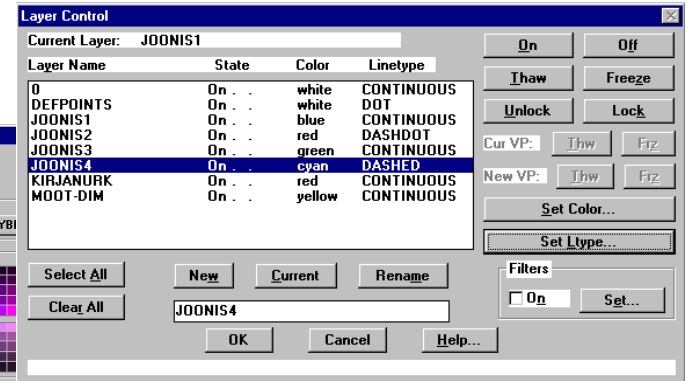 Layer Control
Current Layer: JOONIS1
On Off
Layer Name State Color Linetype
Thaw Freeze
0 On . . white CONTINUOUS
DEFPOINTS On . . white DOT
Unlock Lock
JOONIS1 On . . blue CONTINUOUS
JOONIS2 On . . red DASHDOT
Cur VP: Thw Frz
JOONIS3 On . . green CONTINUOUS
JOONIS4 On . . cyan DASHED
New VP: Thw Frz
KIRJANURK On . . red CONTINUOUS
MOOT-DIM On . . yellow CONTINUOUS
Set Color...
Set Ltype...
Select All New Current Rename
Filters
On Set...
Clear All JOONIS4
OK Cancel Help...